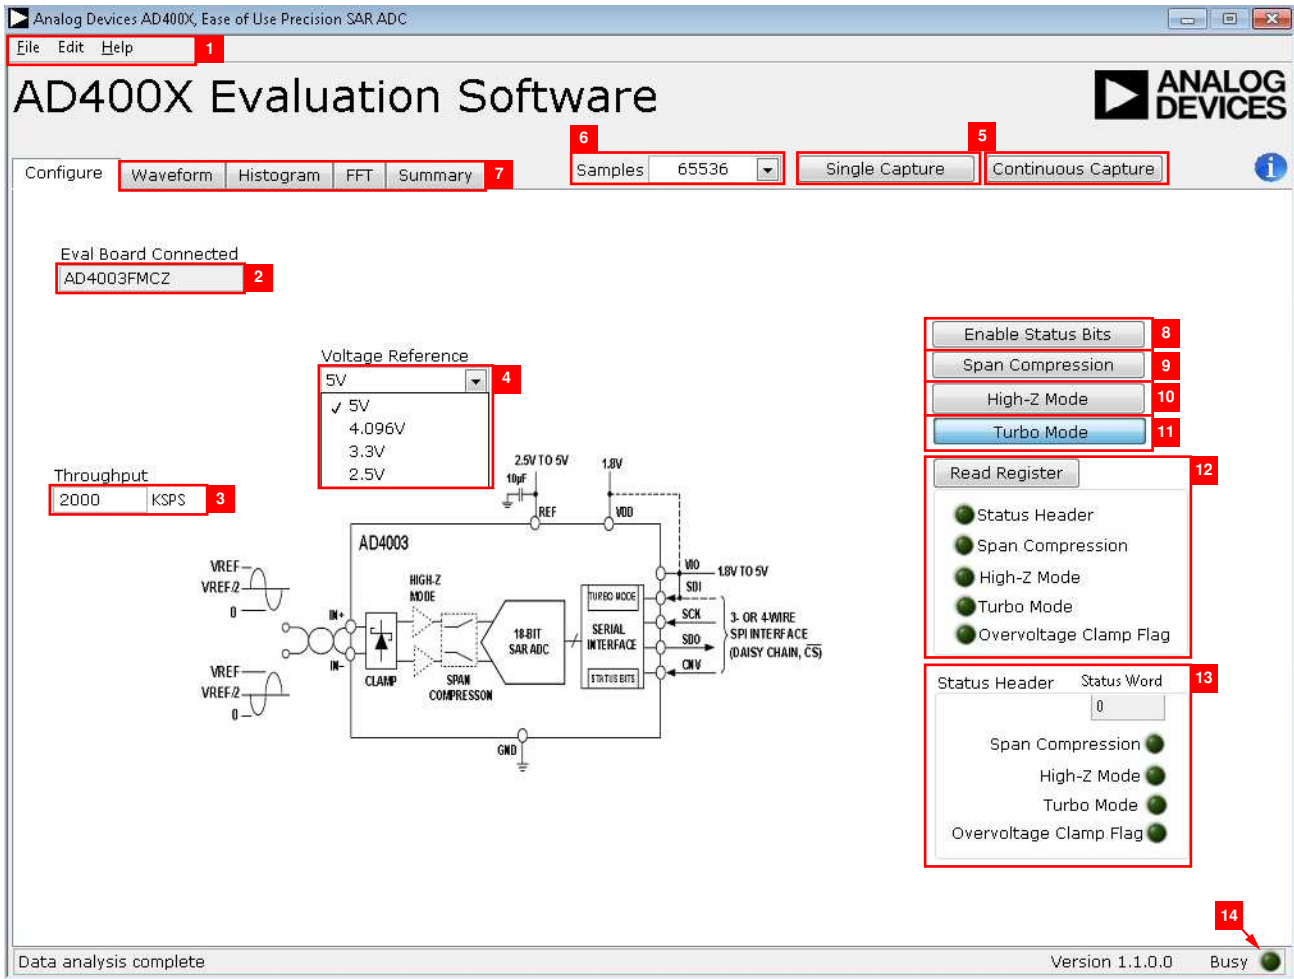 Analog Devices AD400X, Ease of Use Precision SAR ADC
File Edit Help 1
AD400X Evaluation Software
ANALOG
DEVICES
6
5
Configure Waveform Histogram FFT Summary 7
Samples 65536 Single Capture Continuous Capture i
Eval Board Connected
AD4003FMCZ 2
Voltage Reference
5V 4
✓ 5V
4.096V
3.3V
2.5V
Throughput
2000 KSPS 3
Enable Status Bits 8
Span Compression 9
High-Z Mode 10
Turbo Mode 11
Read Register 12
Status Header
Span Compression
High-Z Mode
Turbo Mode
Overvoltage Clamp Flag
Status Header Status Word 13
0
Span Compression
High-Z Mode
Turbo Mode
Overvoltage Clamp Flag
2.5V TO 5V 1.8V
10µF
REF VDD
AD4003
VREF
VREF/2
0
HIGH-Z
MODE
VIO 1.8V TO 5V
TURBO MODE SDI
IN+
SCK
18-BIT
SAR ADC
SERIAL
INTERFACE
SDO
3- OR 4-WIRE
SPI INTERFACE
(DAISY CHAIN, CS)
IN–
CNV
VREF
VREF/2
0
CLAMP
SPAN
COMPRESSON
STATUS BITS
GND
14
Data analysis complete Version 1.1.0.0 Busy